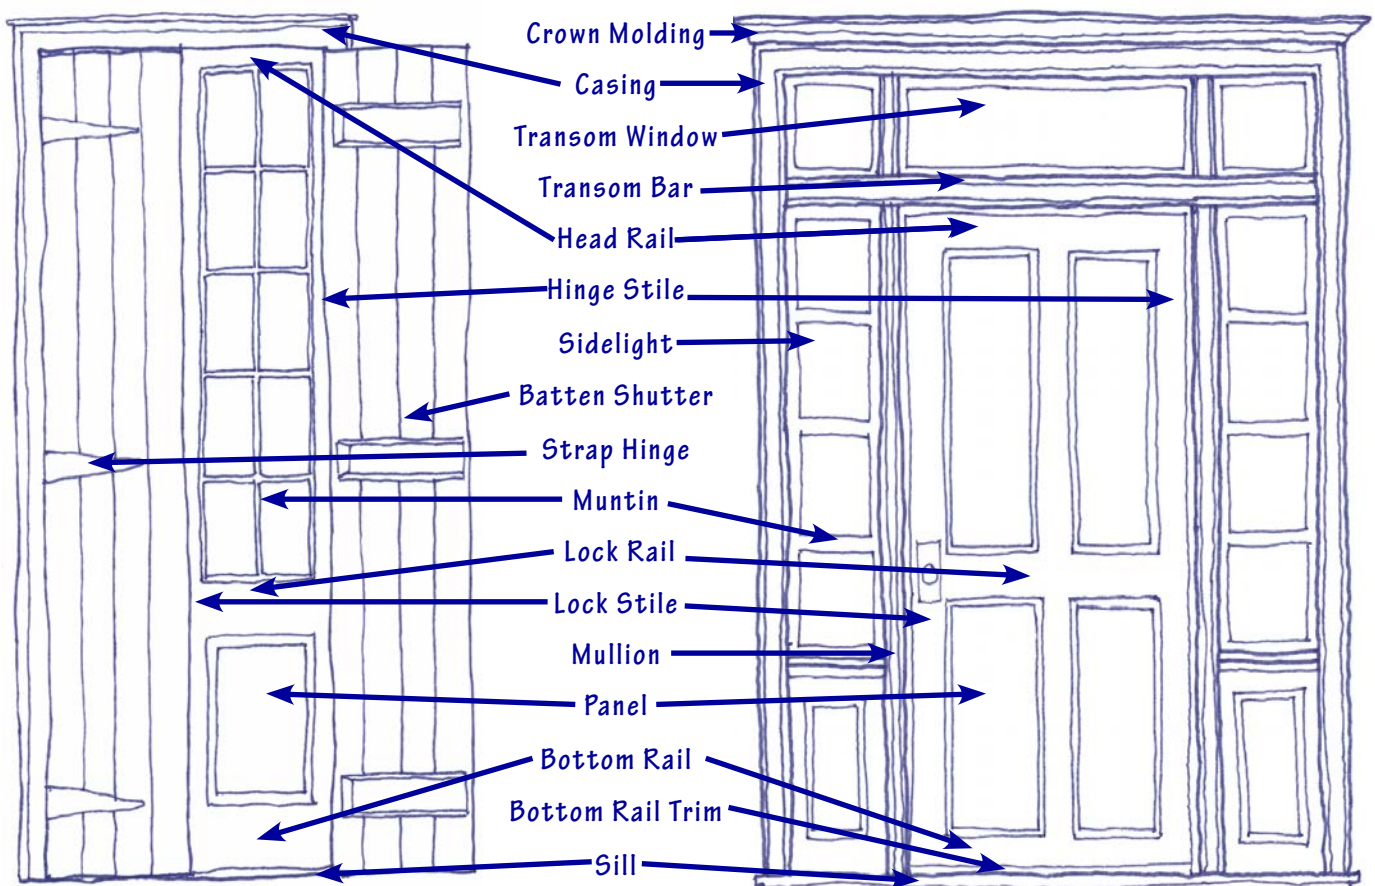 Crown Molding
Casing
Transom Window
Transom Bar
Head Rail
Hinge Stile
Sidelight
Batten Shutter
Strap Hinge
Muntin
Lock Rail
Lock Stile
Mullion
Panel
Bottom Rail
Bottom Rail Trim
Sill